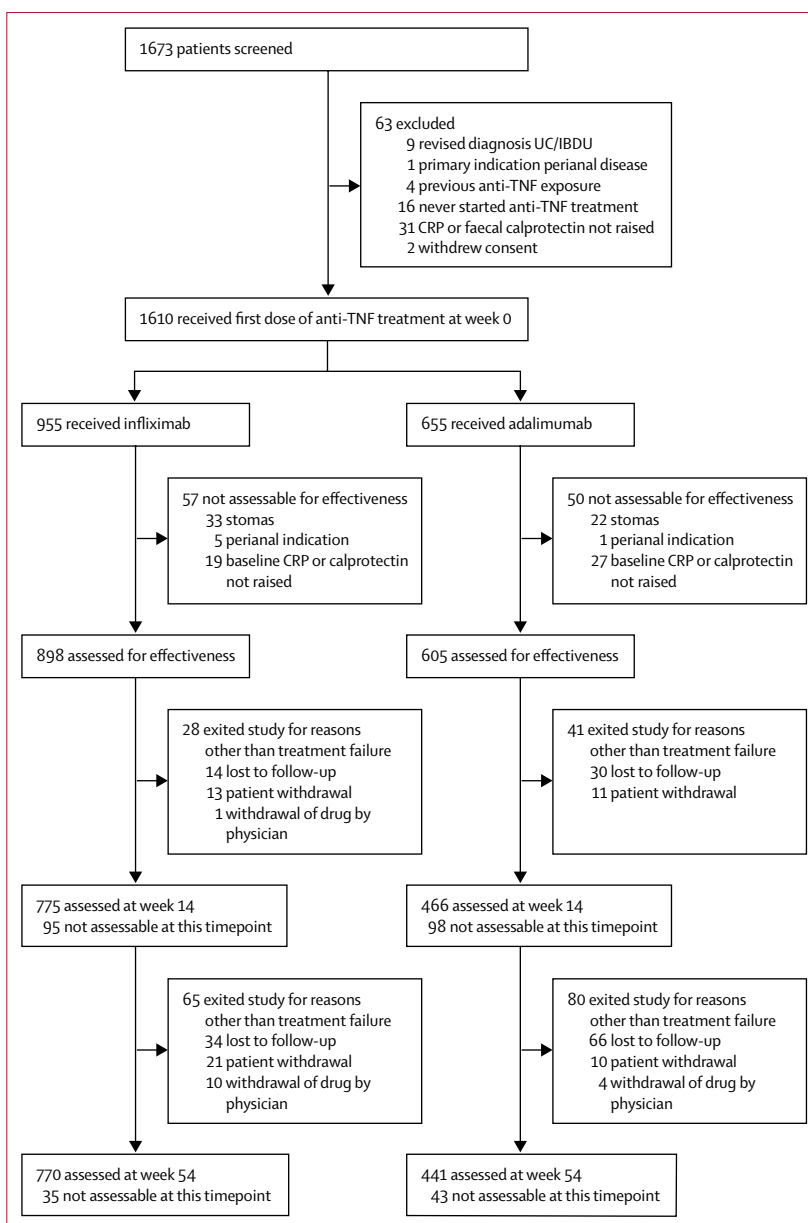 1673 patients screened
63 excluded
9 revised diagnosis UC/IBDU
1 primary indication perianal disease
4 previous anti-TNF exposure
16 never started anti-TNF treatment
31 CRP or faecal calprotectin not raised
2 withdrew consent
1610 received first dose of anti-TNF treatment at week 0
955 received infliximab
655 received adalimumab
57 not assessable for effectiveness
33 stomas
5 perianal indication
19 baseline CRP or calprotectin
not raised
50 not assessable for effectiveness
22 stomas
1 perianal indication
27 baseline CRP or calprotectin
not raised
898 assessed for effectiveness
605 assessed for effectiveness
28 exited study for reasons
other than treatment failure
14 lost to follow-up
13 patient withdrawal
1 withdrawal of drug by
physician
41 exited study for reasons
other than treatment failure
30 lost to follow-up
11 patient withdrawal
775 assessed at week 14
95 not assessable at this timepoint
466 assessed at week 14
98 not assessable at this timepoint
65 exited study for reasons
other than treatment failure
34 lost to follow-up
21 patient withdrawal
10 withdrawal of drug by
physician
80 exited study for reasons
other than treatment failure
66 lost to follow-up
10 patient withdrawal
4 withdrawal of drug by
physician
770 assessed at week 54
35 not assessable at this timepoint
441 assessed at week 54
43 not assessable at this timepoint